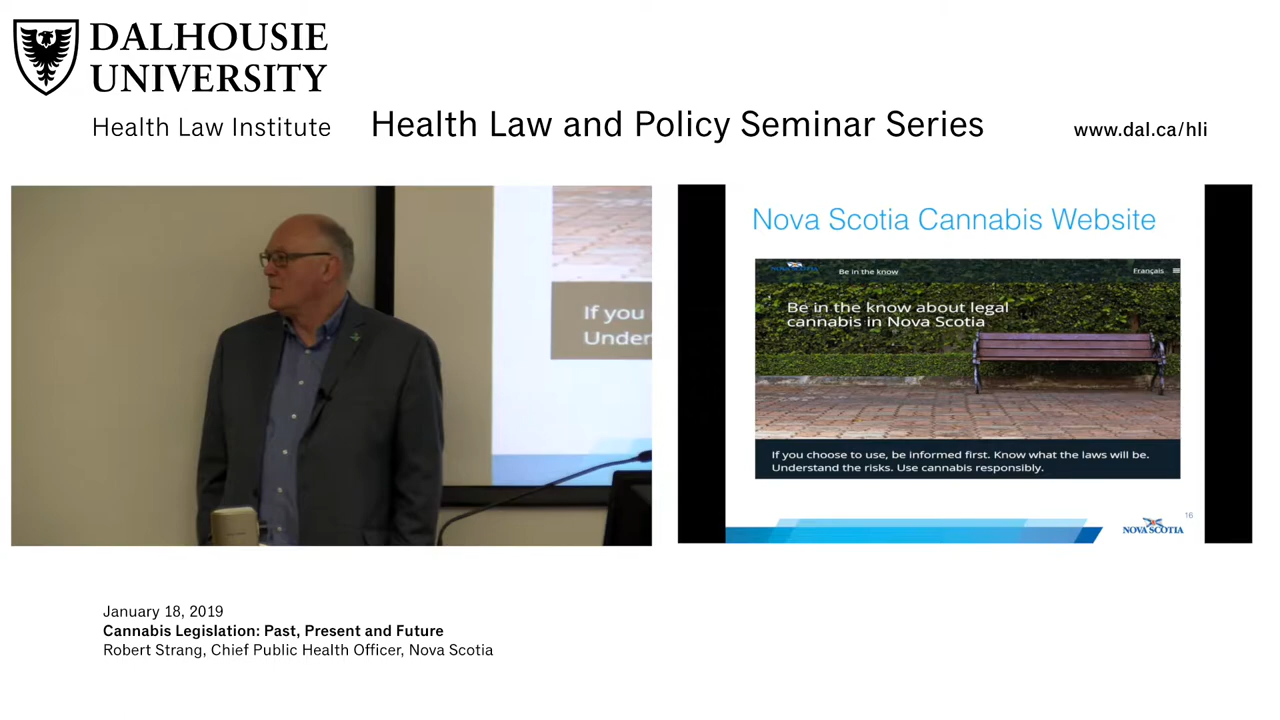 DALHOUSIE
UNIVERSITY
Health Law Institute
Health Law and Policy Seminar Series
www.dal.ca/hli
If you
Under
Nova Scotia Cannabis Website
NOVA SCOTIA
Be in the know
Français
Be in the know about legal
cannabis in Nova Scotia
If you choose to use, be informed first. Know what the laws will be.
Understand the risks. Use cannabis responsibly.
16
NOVA SCOTIA
January 18, 2019
Cannabis Legislation: Past, Present and Future
Robert Strang, Chief Public Health Officer, Nova Scotia